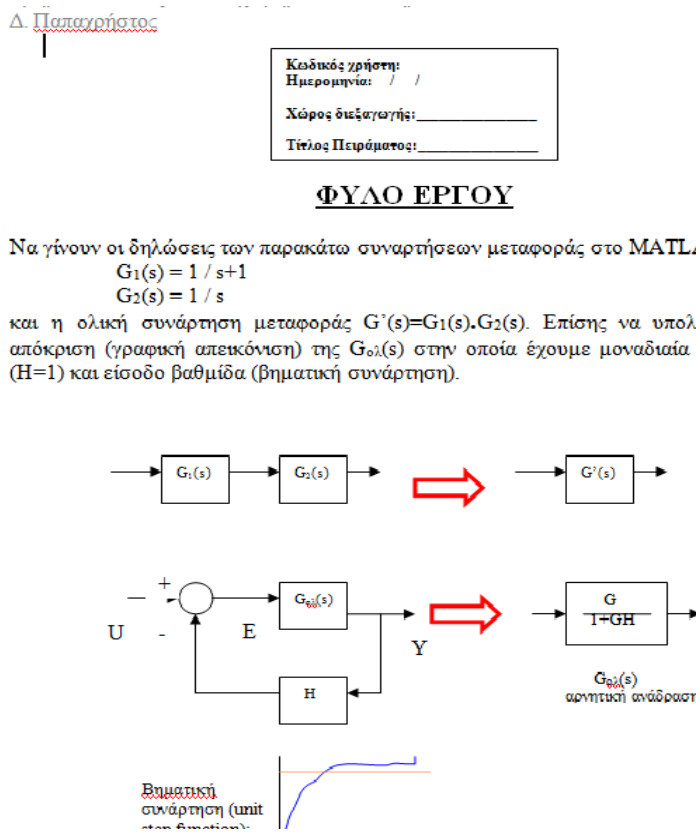 Δ. Παπαχρήστος
Κωδικός χρήστη:
Ημερομηνία: / /
Χώρος διεξαγωγής:
Τίτλος Πειράματος:
ΦΥΛΟ ΕΡΓΟΥ
Να γίνουν οι δηλώσεις των παρακάτω συναρτήσεων μεταφοράς στο MATLA
G1(s) = 1 / s+1
G2(s) = 1 / s
και η ολική συνάρτηση μεταφοράς G’(s)=G1(s).G2(s). Επίσης να υπολ
απόκριση (γραφική απεικόνιση) της Gολ(s) στην οποία έχουμε μοναδιαία
(H=1) και είσοδο βαθμίδα (βηματική συνάρτηση).
G1(s) G2(s) G’(s)
+
Gολ(s)
G
1+GH
U - E
Y
H
Gολ(s)
αρνητική ανάδραση
Βηματική
συνάρτηση (unit
step function):